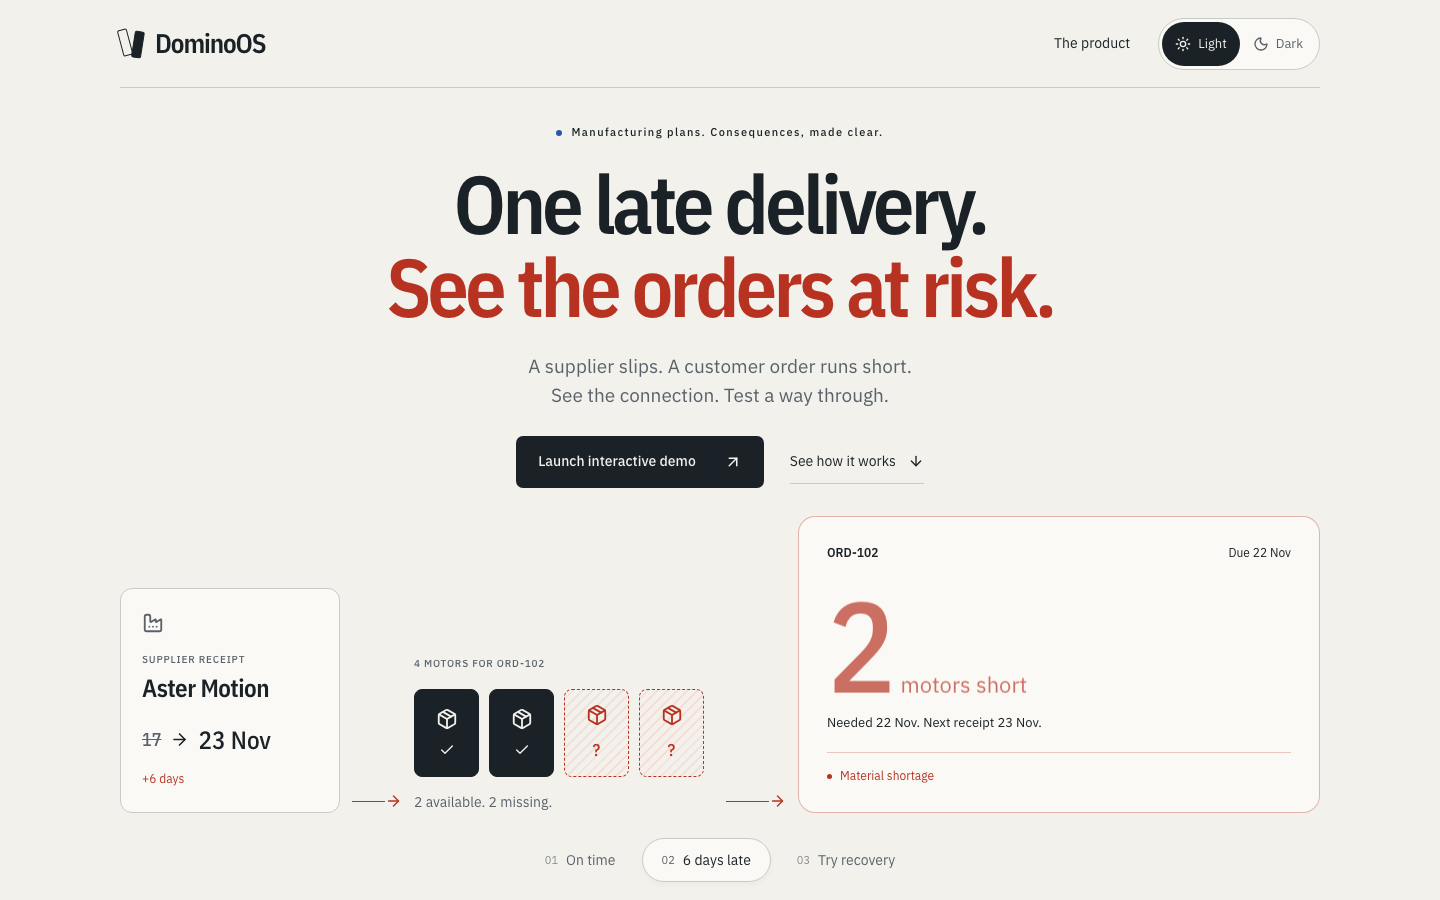 DominoOS
The product
Light
Dark
Manufacturing plans. Consequences, made clear.
One late delivery.
See the orders at risk.
A supplier slips. A customer order runs short.
See the connection. Test a way through.
Launch interactive demo
See how it works
SUPPLIER RECEIPT
Aster Motion
17 → 23 Nov
+6 days
4 MOTORS FOR ORD-102
? ?
2 available. 2 missing.
ORD-102
Due 22 Nov
2 motors short
Needed 22 Nov. Next receipt 23 Nov.
Material shortage
01 On time
02 6 days late
03 Try recovery